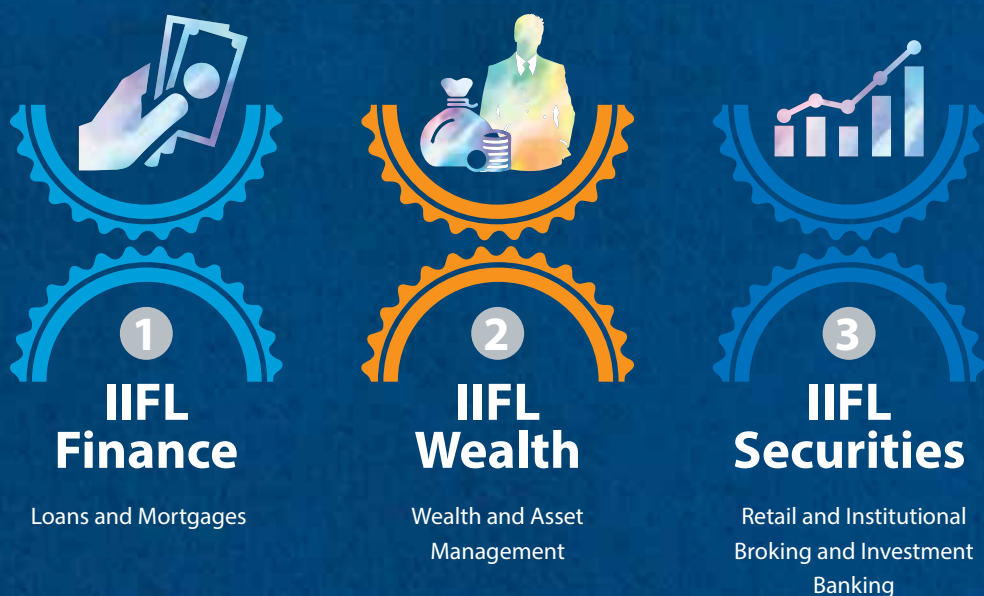 1
IIFL
Finance
Loans and Mortgages
2
IIFL
Wealth
Wealth and Asset
Management
3
IIFL
Securities
Retail and Institutional
Broking and Investment
Banking